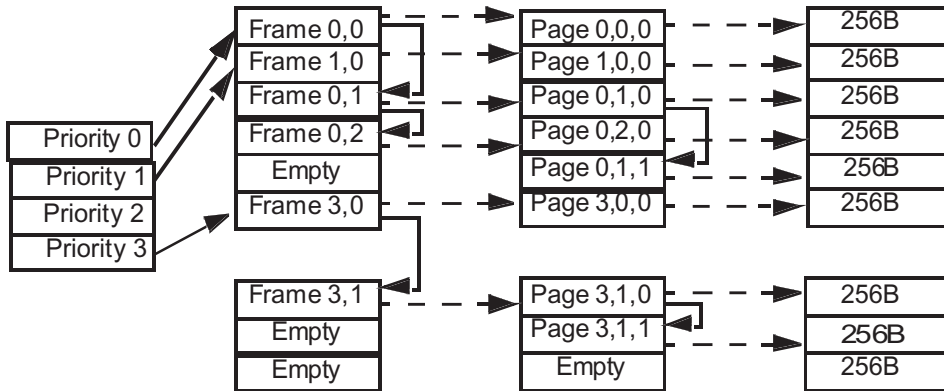 Frame 0,0
Page 0,0,0
256B
Frame 1,0
Page 1,0,0
256B
Frame 0,1
Page 0,1,0
256B
Priority 0
Frame 0,2
Page 0,2,0
256B
Priority 1
Empty
Page 0,1,1
256B
Priority 2
Frame 3,0
Page 3,0,0
256B
Priority 3
Frame 3,1
Page 3,1,0
256B
Empty
Page 3,1,1
256B
Empty
Empty
256B